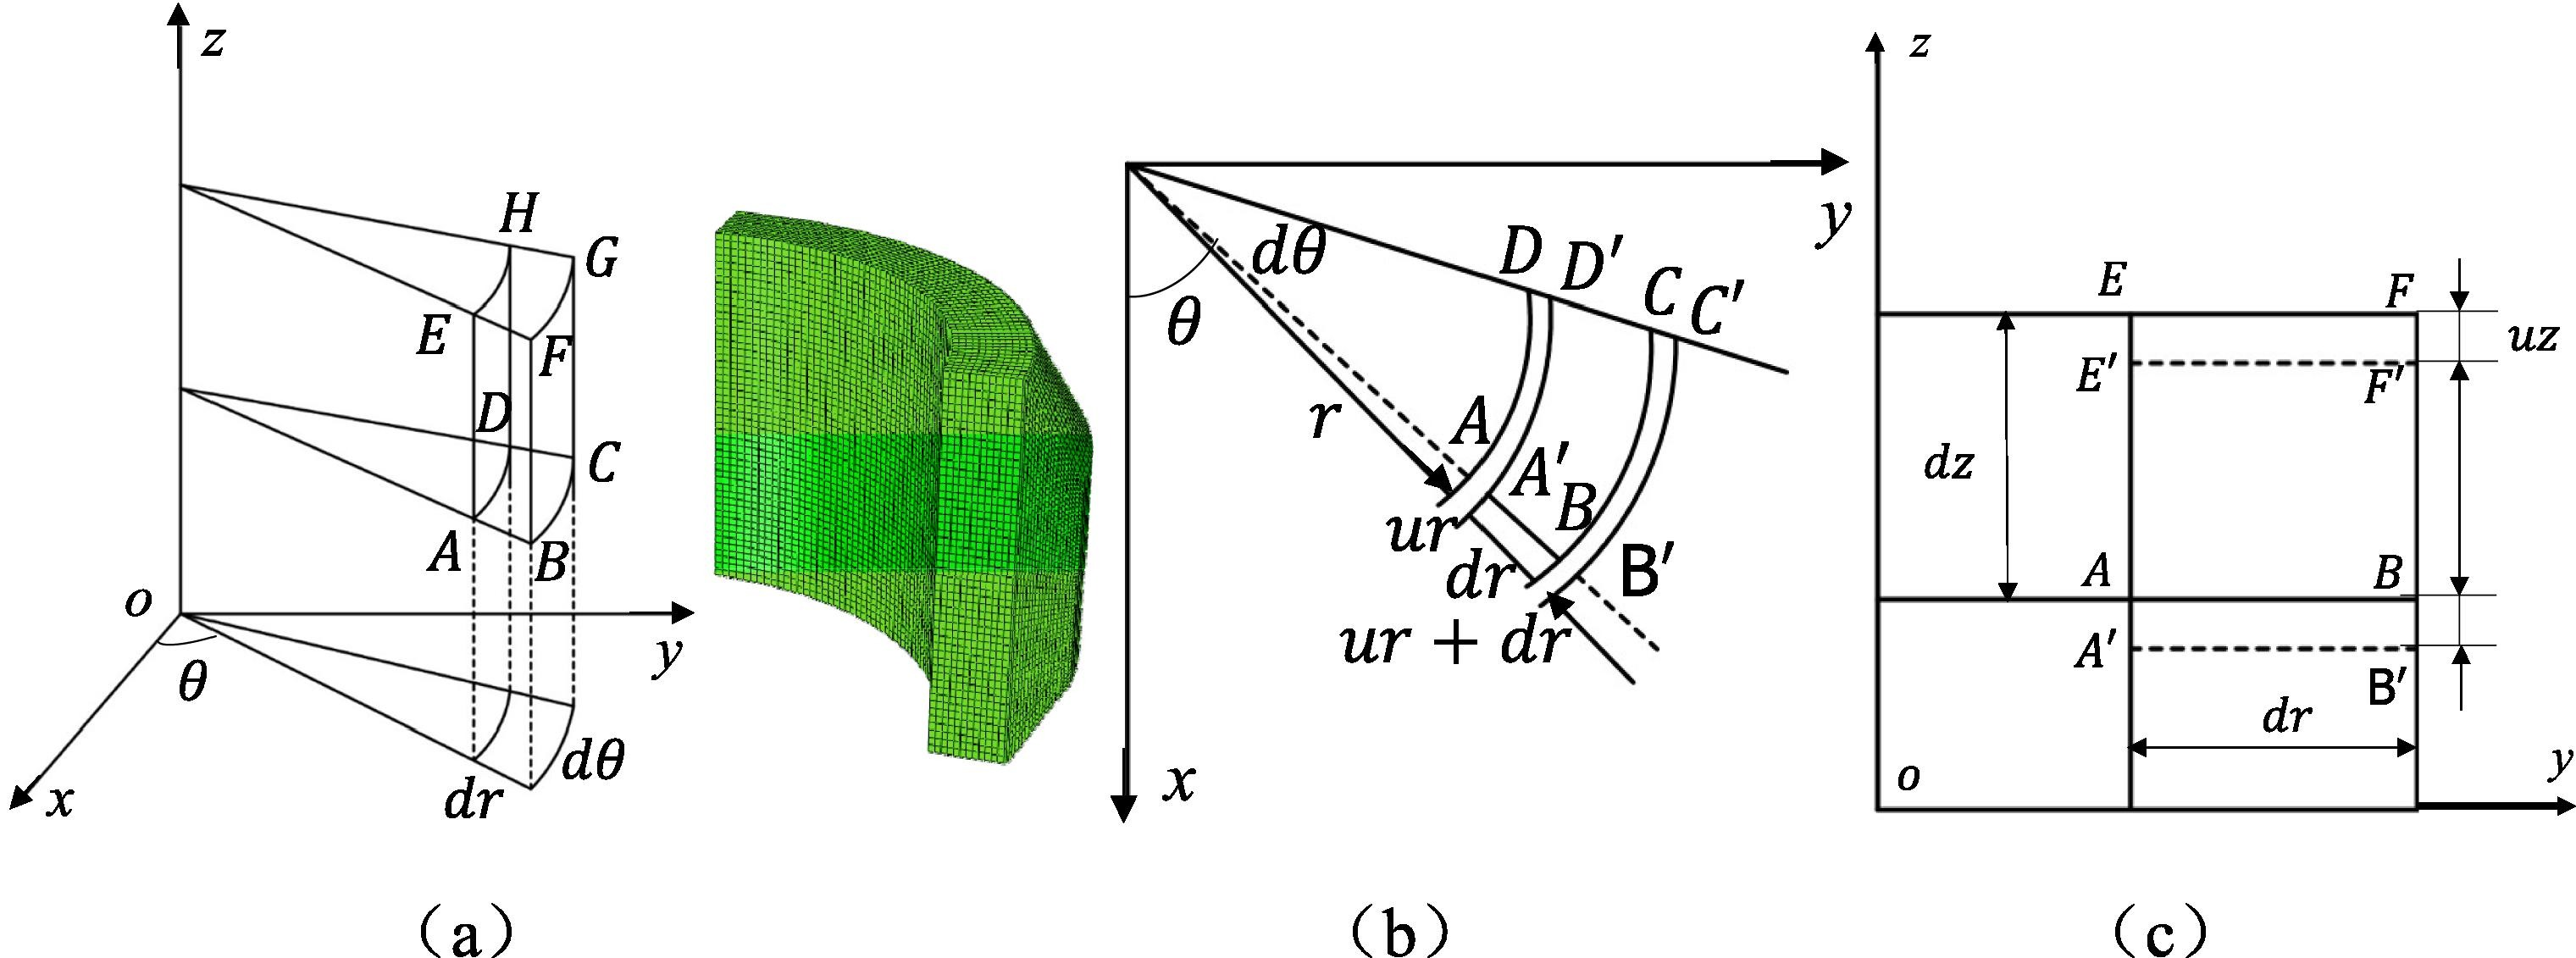 z
H
G
E
F
D
C
A
B
o
y
θ
x
dr
dθ
(a)
y
dθ
θ
D D′
C C′
r
A
A′
B
ur
dr
B′
ur + dr
x
(b)
z
E F
uz
E′ F′
dz
A B
A′ B′
dr
o
y
(c)